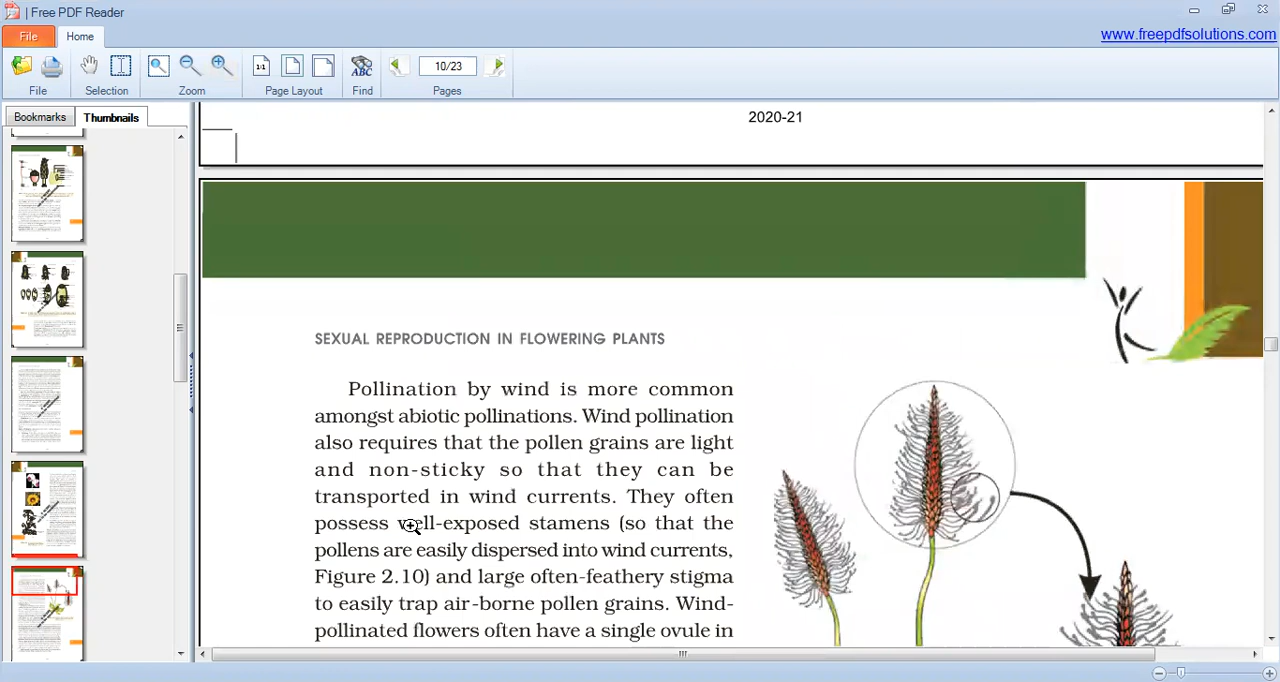 | Free PDF Reader
File
Home
www.freepdfsolutions.com
1:1
ABC
10/23
File
Selection
Zoom
Page Layout
Find
Pages
Bookmarks
Thumbnails
2020-21
SEXUAL REPRODUCTION IN FLOWERING PLANTS
Pollination by wind is more common
amongst abiotic pollinations. Wind pollination
also requires that the pollen grains are light
and non-sticky so that they can be
transported in wind currents. They often
possess well-exposed stamens (so that the
pollens are easily dispersed into wind currents,
Figure 2.10) and large often-feathery stigma
to easily trap air-borne pollen grains. Wind-
pollinated flowers often have a single ovule in